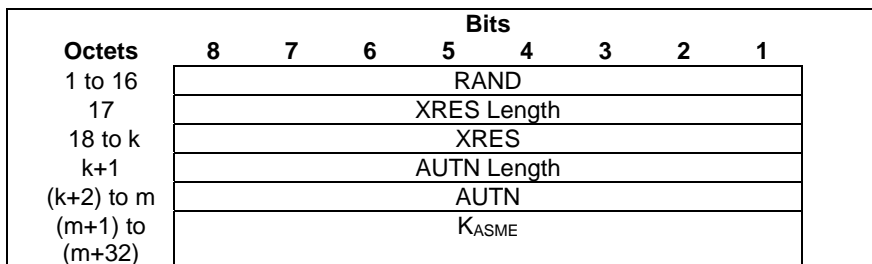 Bits
Octets 8 7 6 5 4 3 2 1
1 to 16 RAND
17 XRES Length
18 to k XRES
k+1 AUTN Length
(k+2) to m AUTN
(m+1) to K_ASME
(m+32)